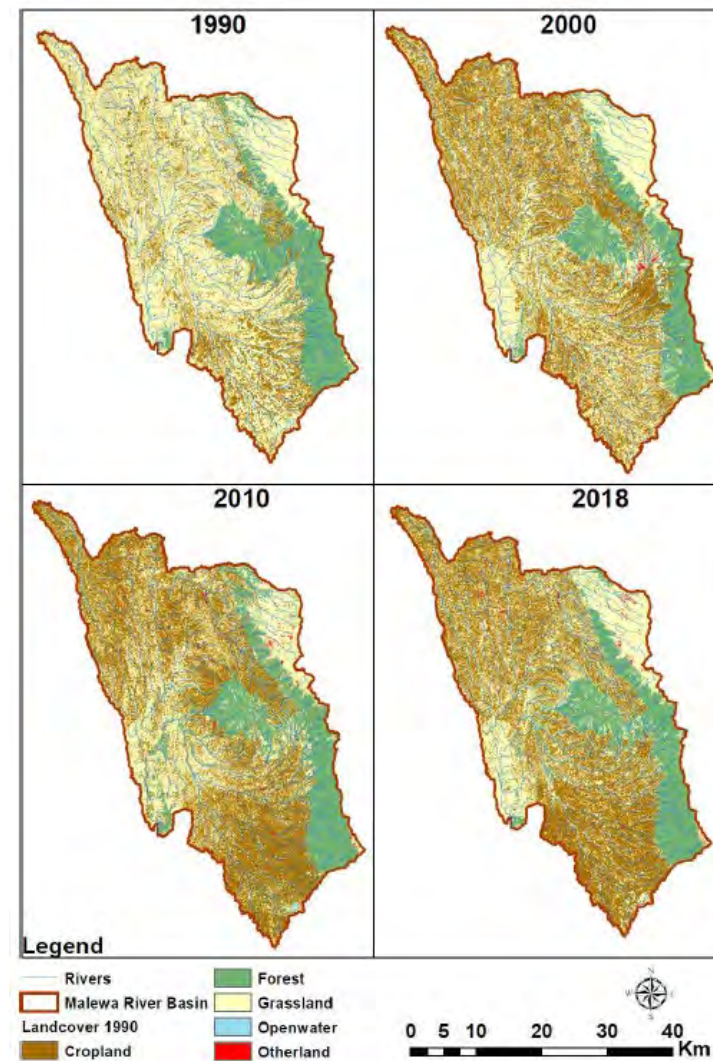 1990
2000
2010
2018
Legend
Rivers
Malewa River Basin
Landcover 1990
Cropland
Forest
Grassland
Openwater
Otherland
N
W
E
S
0 5 10 20 30 40
Km